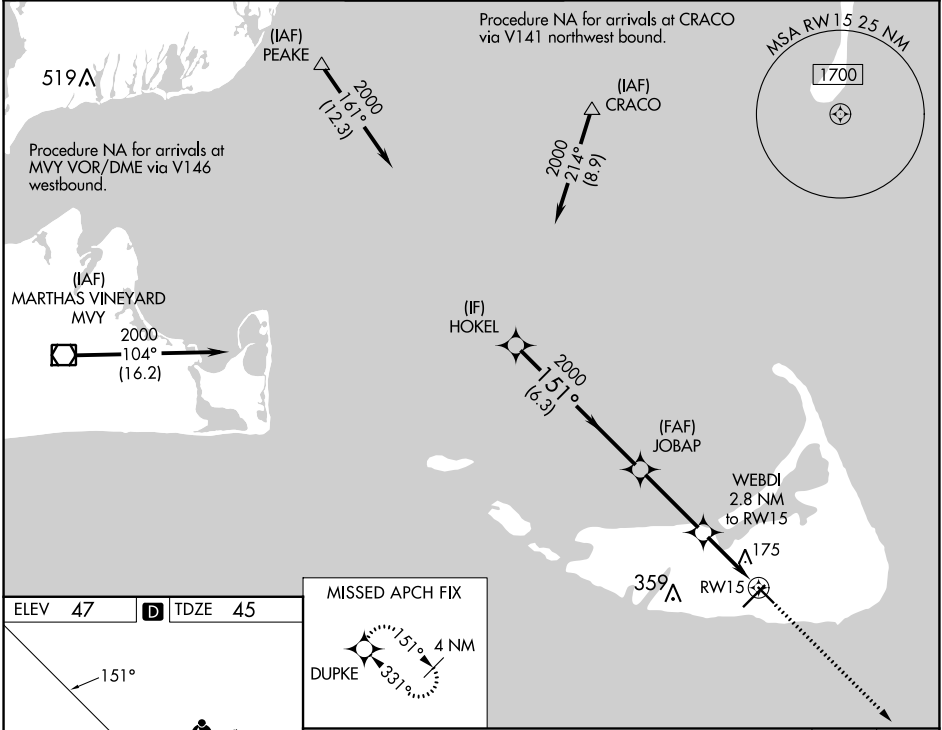 Procedure NA for arrivals at CRACO
via V141 northwest bound.
MSA RW 15 25 NM
1700
(IAF)
PEAKE
2000
161°
(12.3)
519
(IAF)
CRACO
2000
214°
(8.9)
Procedure NA for arrivals at
MVY VOR/DME via V146
westbound.
(IAF)
MARTHAS VINEYARD
MVY
2000
104°
(16.2)
(IF)
HOKEL
2000
151°
(6.3)
(FAF)
JOBAP
WEBDI
2.8 NM
to RW15
175
359
RW15
MISSED APCH FIX
DUPKE
151°
331°
4 NM
ELEV 47
D
TDZE 45
151°